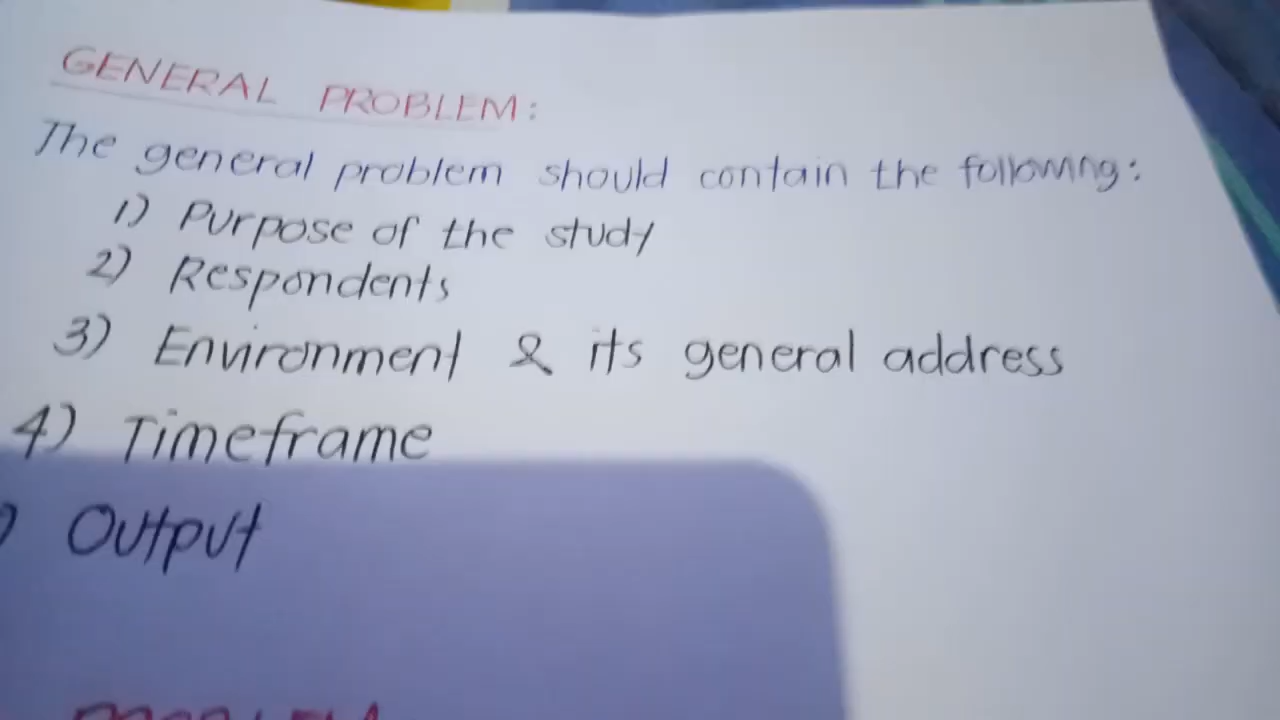 GENERAL PROBLEM:
The general problem should contain the following:
1) Purpose of the study
2) Respondents
3) Environment & its general address
4) Timeframe
) Output
PROBLEM